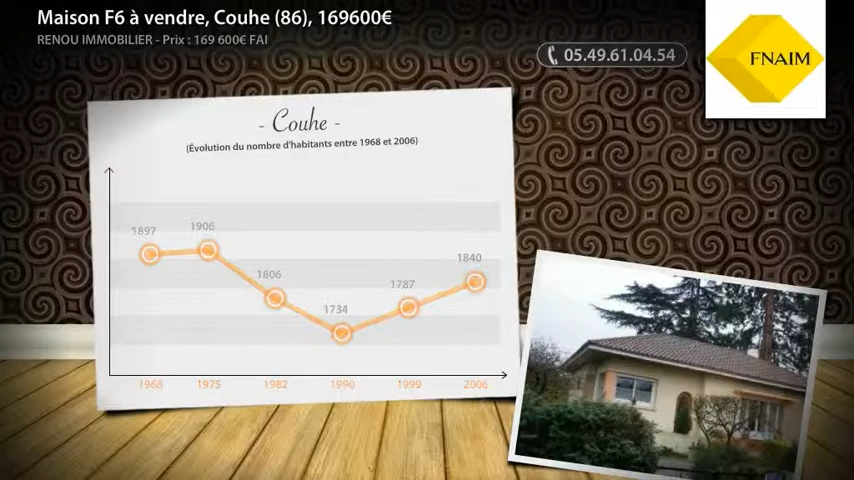 Maison F6 à vendre, Couhe (86), 169600€
RENOU IMMOBILIER - Prix : 169 600€ FAI
05.49.61.04.54
FNAIM
- Couhe -
(Évolution du nombre d'habitants entre 1968 et 2006)
1897
1906
1806
1734
1787
1840
1968 1975 1982 1990 1999 2006